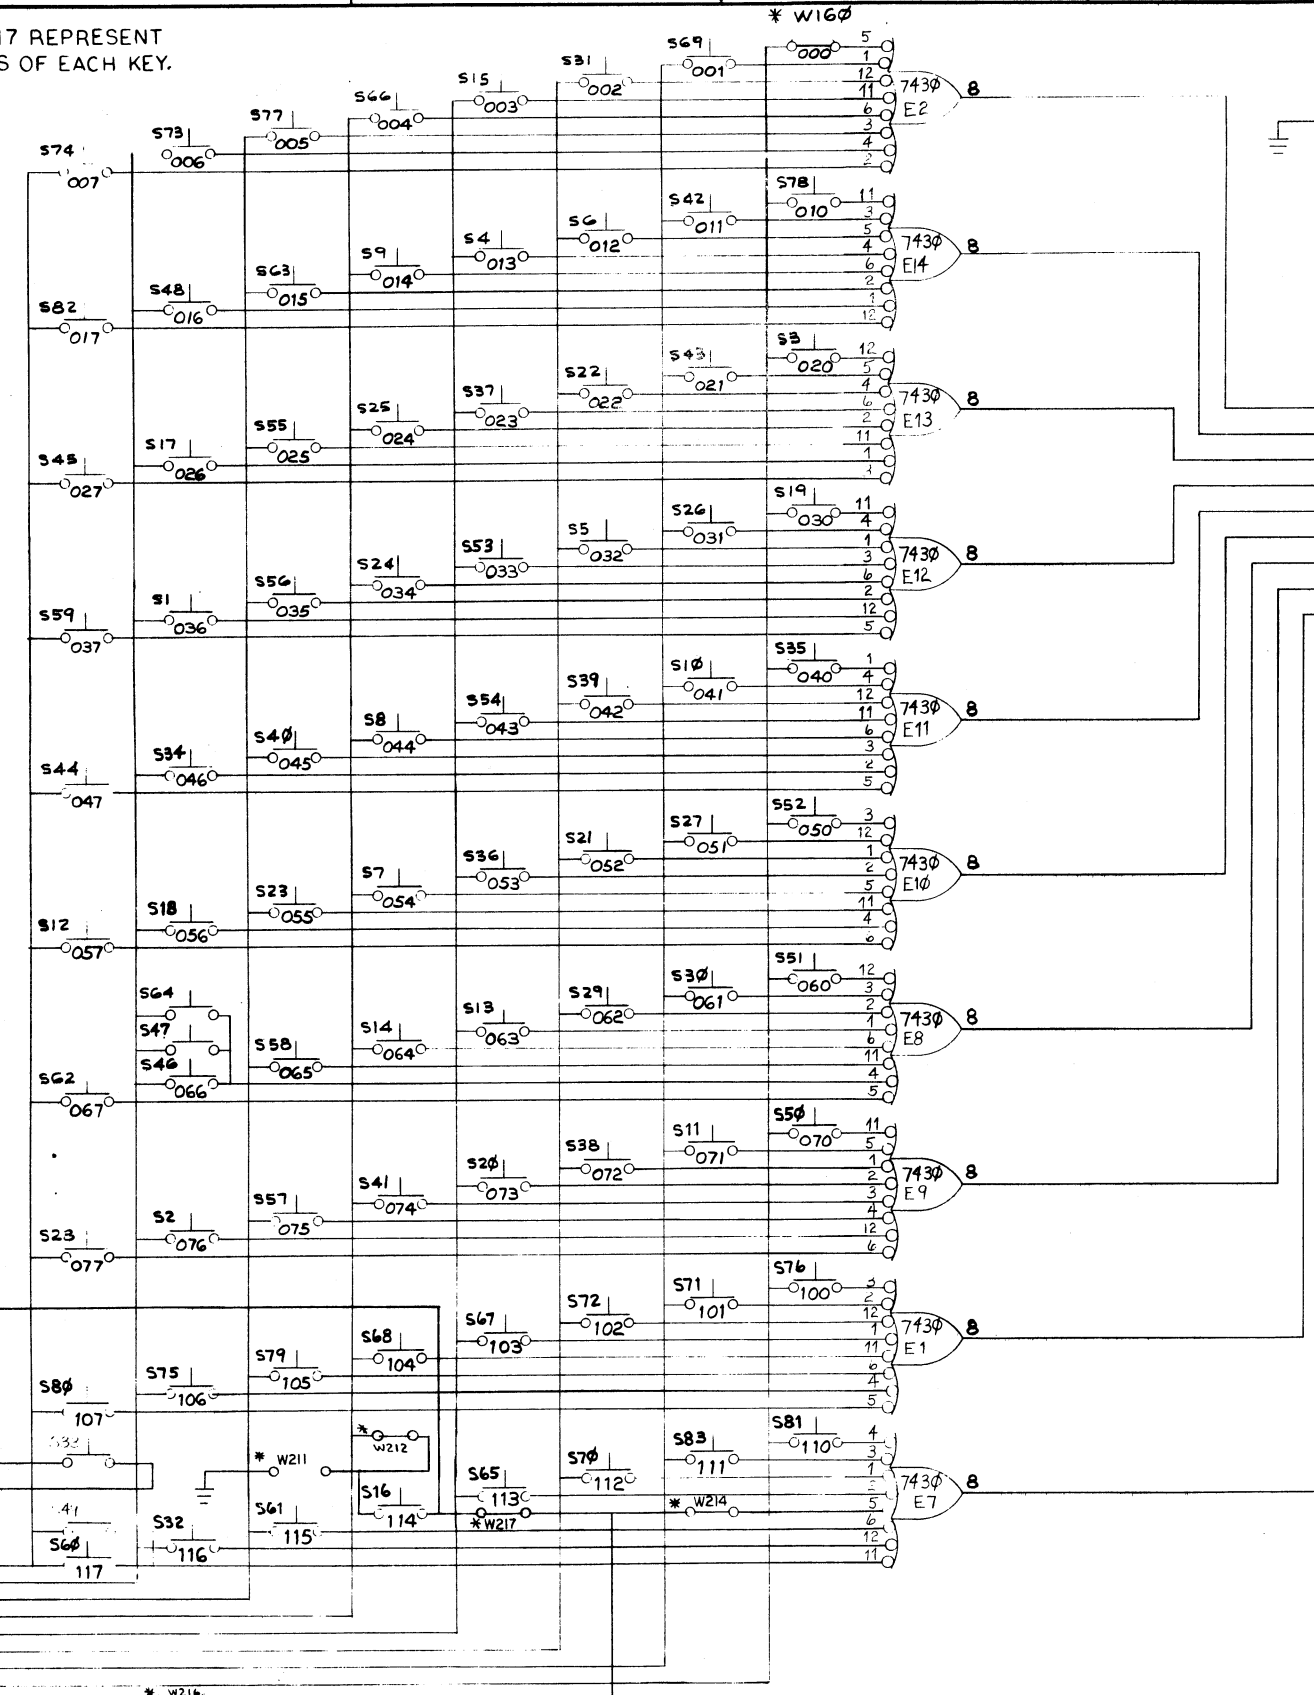 17 REPRESENT
S OF EACH KEY.
* W16Ø
S74 007
S73 006
S77 005
S66 004
S15 003
S31 002
S69 001
000
5 1 12 11 6 3 4 2
7430 E2 8
S82 017
S48 016
S63 015
S9 014
S4 013
S6 012
S42 011
S78 010
11 3 5 4 6 2 1 12
743Ø E14 8
S45 027
S17 026
S55 025
S25 024
S37 023
S22 022
S43 021
S3 020
12 5 4 6 2 11 1 3
743Ø E13 8
S59 037
S1 036
S56 035
S24 034
S53 033
S5 032
S26 031
S19 030
11 4 1 3 6 2 12 5
743Ø E12 8
S44 047
S34 046
S4Ø 045
S8 044
S54 043
S39 042
S1Ø 041
S35 040
1 4 12 11 6 3 2 5
743Ø E11 8
S12 057
S18 056
S23 055
S7 054
S36 053
S21 052
S27 051
S52 050
3 12 1 2 5 11 4 6
743Ø E1Ø 8
S62 067
S64
S47
S46 066
S58 065
S14 064
S13 063
S29 062
S3Ø 061
S51 060
12 3 2 1 6 11 4 5
743Ø E8 8
S23 077
S2 076
S57 075
S41 074
S2Ø 073
S38 072
S11 071
S5Ø 070
11 5 1 2 3 4 12 6
743Ø E9 8
S8Ø 107
S75 106
S79 105
S68 104
S67 103
S72 102
S71 101
S76 100
3 2 12 1 11 6 4 5
743Ø E1 8
* W211
* W212
S65 113
S7Ø 112
S83 111
S81 110
S6Ø 117
S32 116
S61 115
S16 114
* W217
* W214
4 3 1 5 6 12 11
743Ø E7 8
* W216